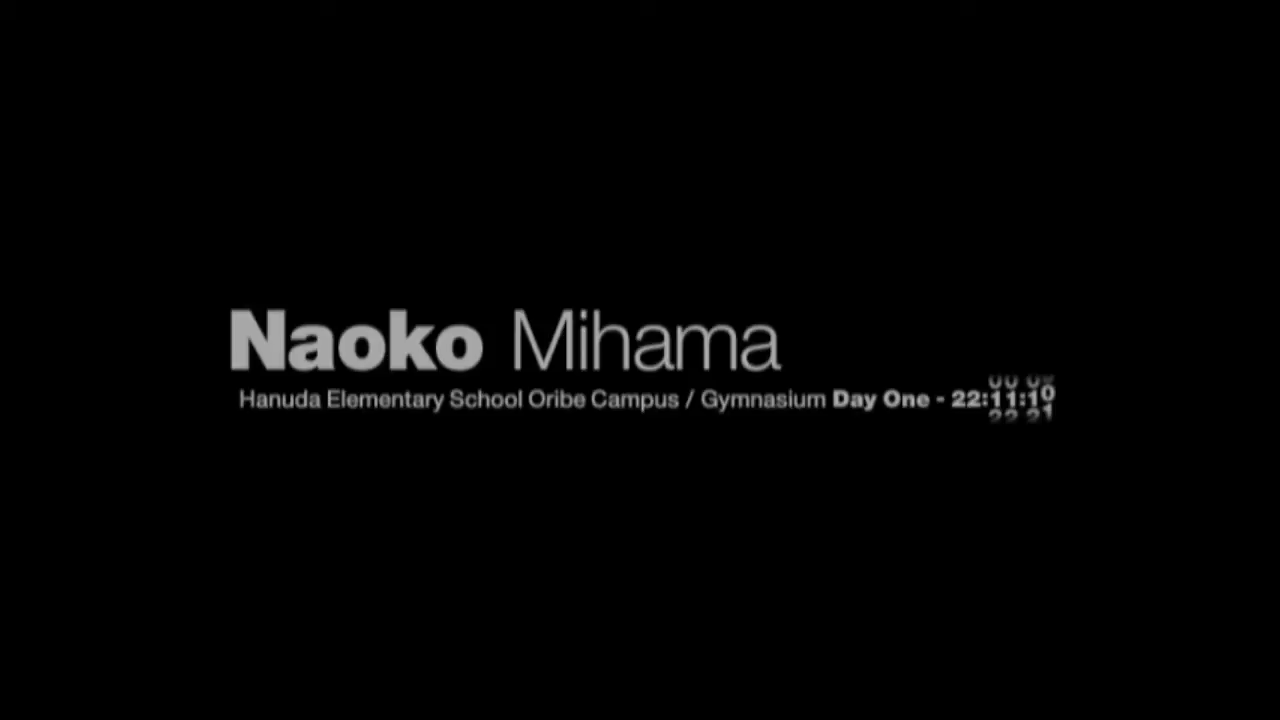 Naoko Mihama
Hanuda Elementary School Oribe Campus / Gymnasium Day One - 22:11:10